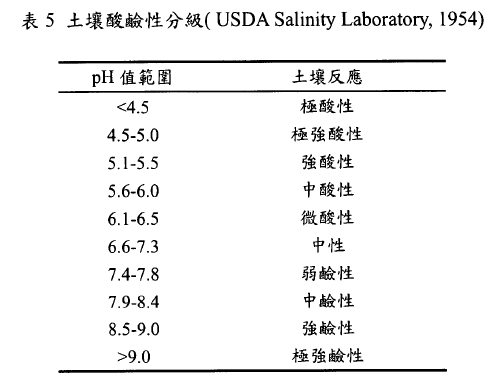 表 5 土壤酸鹼性分級( USDA Salinity Laboratory, 1954)
pH 值範圍 土壤反應
<4.5 極酸性
4.5-5.0 極強酸性
5.1-5.5 強酸性
5.6-6.0 中酸性
6.1-6.5 微酸性
6.6-7.3 中性
7.4-7.8 弱鹼性
7.9-8.4 中鹼性
8.5-9.0 強鹼性
>9.0 極強鹼性